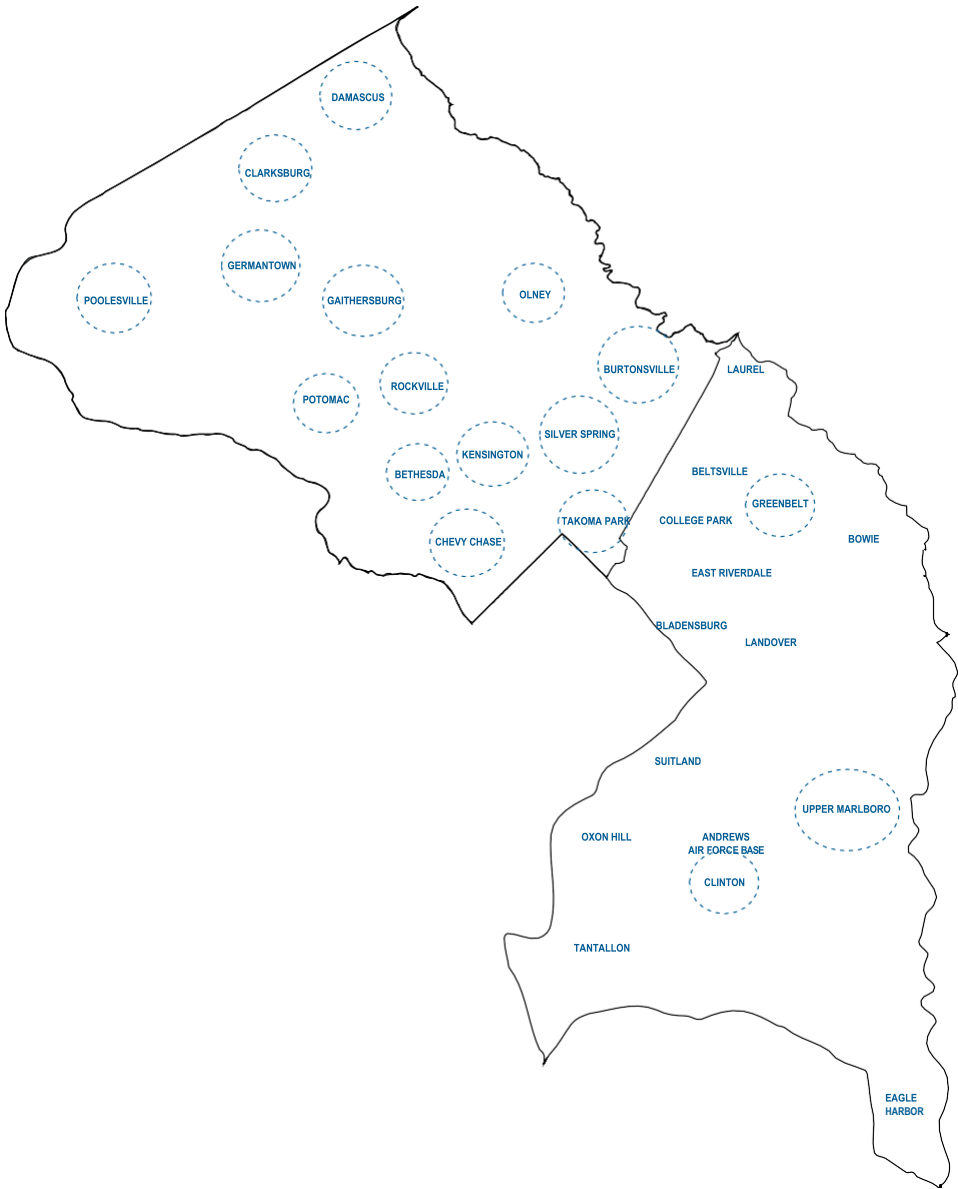 DAMASCUS
CLARKSBURG
GERMANTOWN
POOLESVILLE
GAITHERSBURG
OLNEY
BURTONSVILLE
LAUREL
ROCKVILLE
POTOMAC
SILVER SPRING
KENSINGTON
BETHESDA
BELTSVILLE
GREENBELT
TAKOMA PARK
COLLEGE PARK
CHEVY CHASE
BOWIE
EAST RIVERDALE
BLADENSBURG
LANDOVER
SUITLAND
UPPER MARLBORO
OXON HILL
ANDREWS
AIR FORCE BASE
CLINTON
TANTALLON
EAGLE
HARBOR